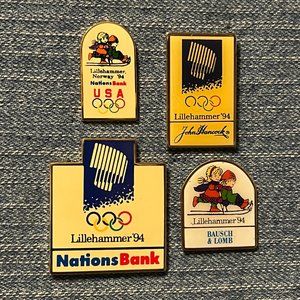 Lillehammer,
Norway '94
NationsBank
USA
Lillehammer '94
John Hancock
Lillehammer '94
NationsBank
Lillehammer '94
BAUSCH
& LOMB